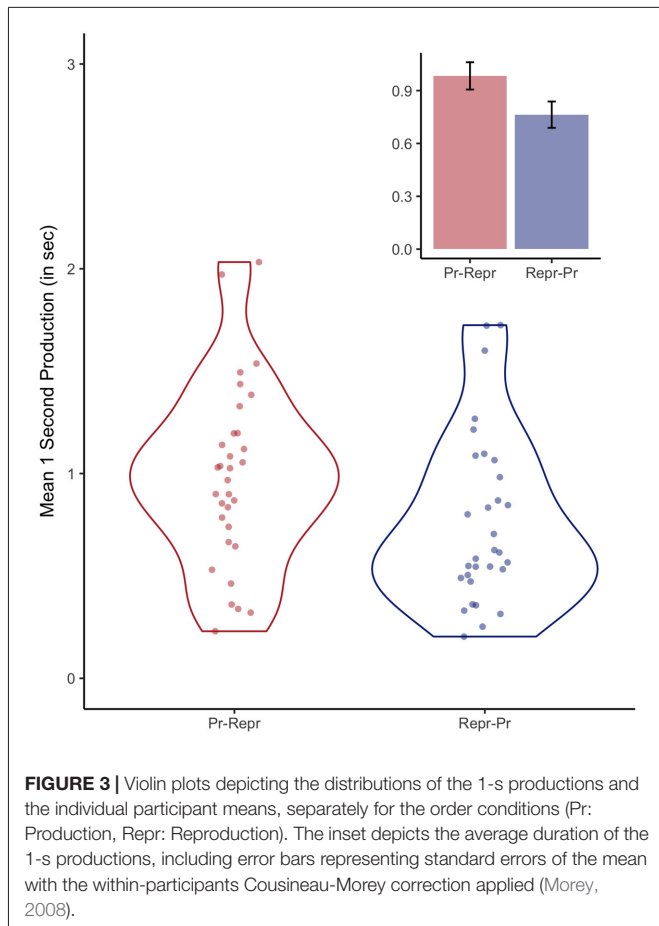 3
2
1
0
Mean 1 Second Production (in sec)
Pr-Repr
Repr-Pr
0.9
0.6
0.3
0.0
Pr-Repr
Repr-Pr
FIGURE 3 | Violin plots depicting the distributions of the 1-s productions and
the individual participant means, separately for the order conditions (Pr:
Production, Repr: Reproduction). The inset depicts the average duration of the
1-s productions, including error bars representing standard errors of the mean
with the within-participants Cousineau-Morey correction applied (Morey,
2008).